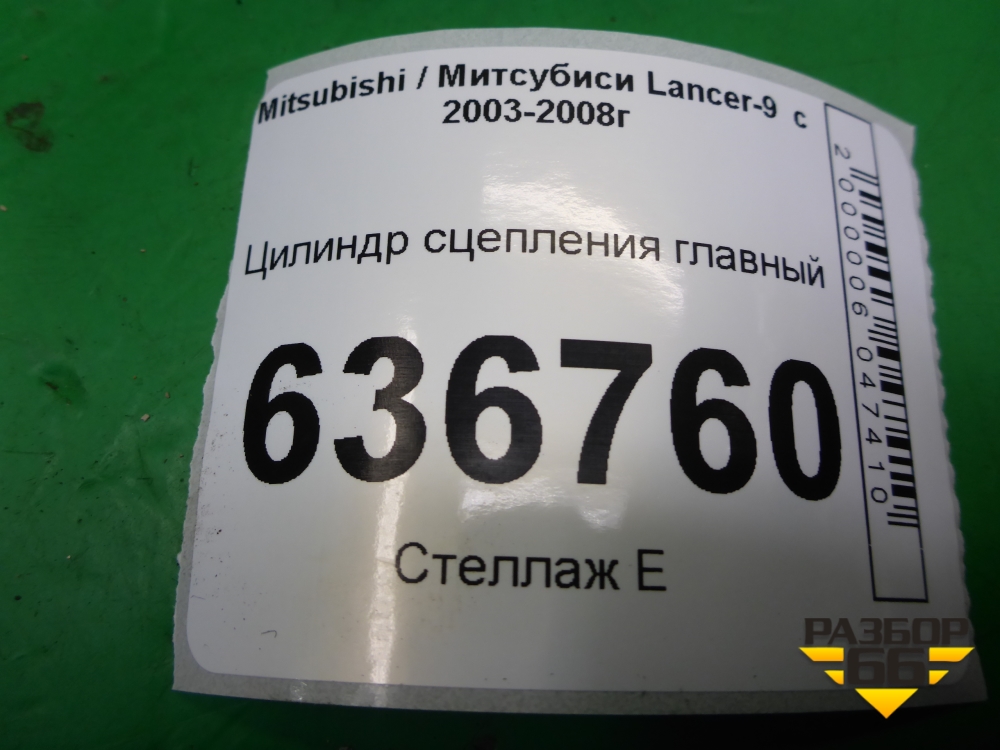 Mitsubishi / Митсубиси Lancer-9 с
2003-2008г
Цилиндр сцепления главный
636760
Стеллаж Е
2000006047410
РАЗБОР
66